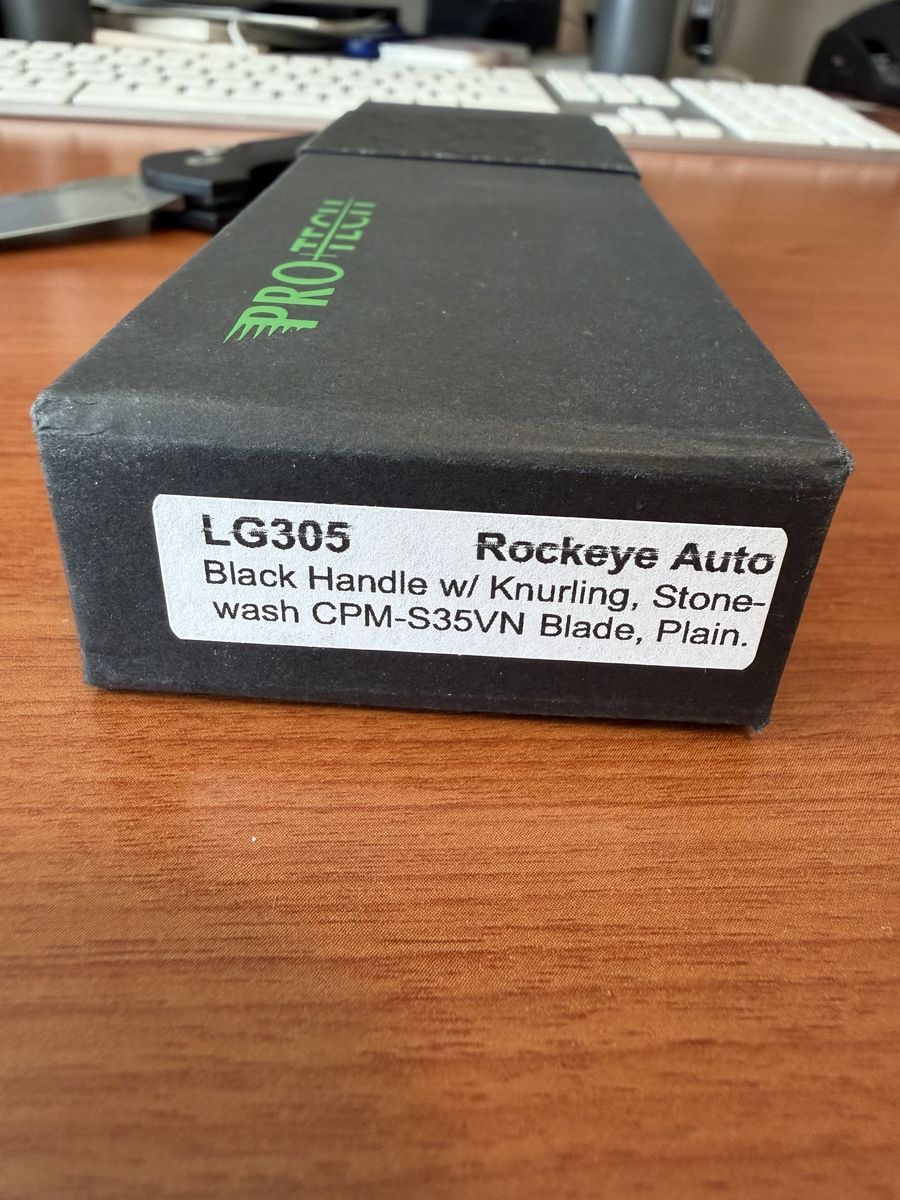 PRO-TECH
LG305 Rockeye Auto
Black Handle w/ Knurling, Stone-
wash CPM-S35VN Blade, Plain.